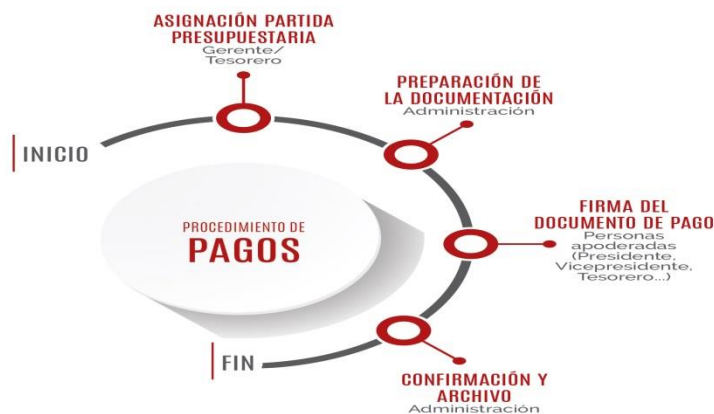 ASIGNACIÓN PARTIDA
PRESUPUESTARIA
Gerente/
Tesorero
PREPARACIÓN DE
LA DOCUMENTACIÓN
Administración
INICIO
FIRMA DEL
DOCUMENTO DE PAGO
Personas
apoderadas
(Presidente,
Vicepresidente,
Tesorero...)
PROCEDIMIENTO DE
PAGOS
FIN
CONFIRMACIÓN Y
ARCHIVO
Administración